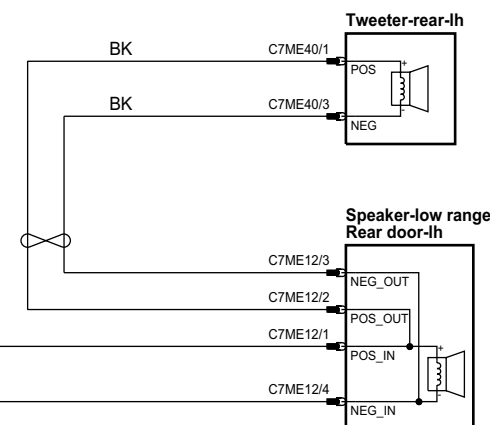 Tweeter-rear-lh
BK
C7ME40/1
POS
+
BK
C7ME40/3
-
NEG
Speaker-low range
Rear door-lh
C7ME12/3
NEG_OUT
C7ME12/2
POS_OUT
C7ME12/1
POS_IN
+
C7ME12/4
-
NEG_IN